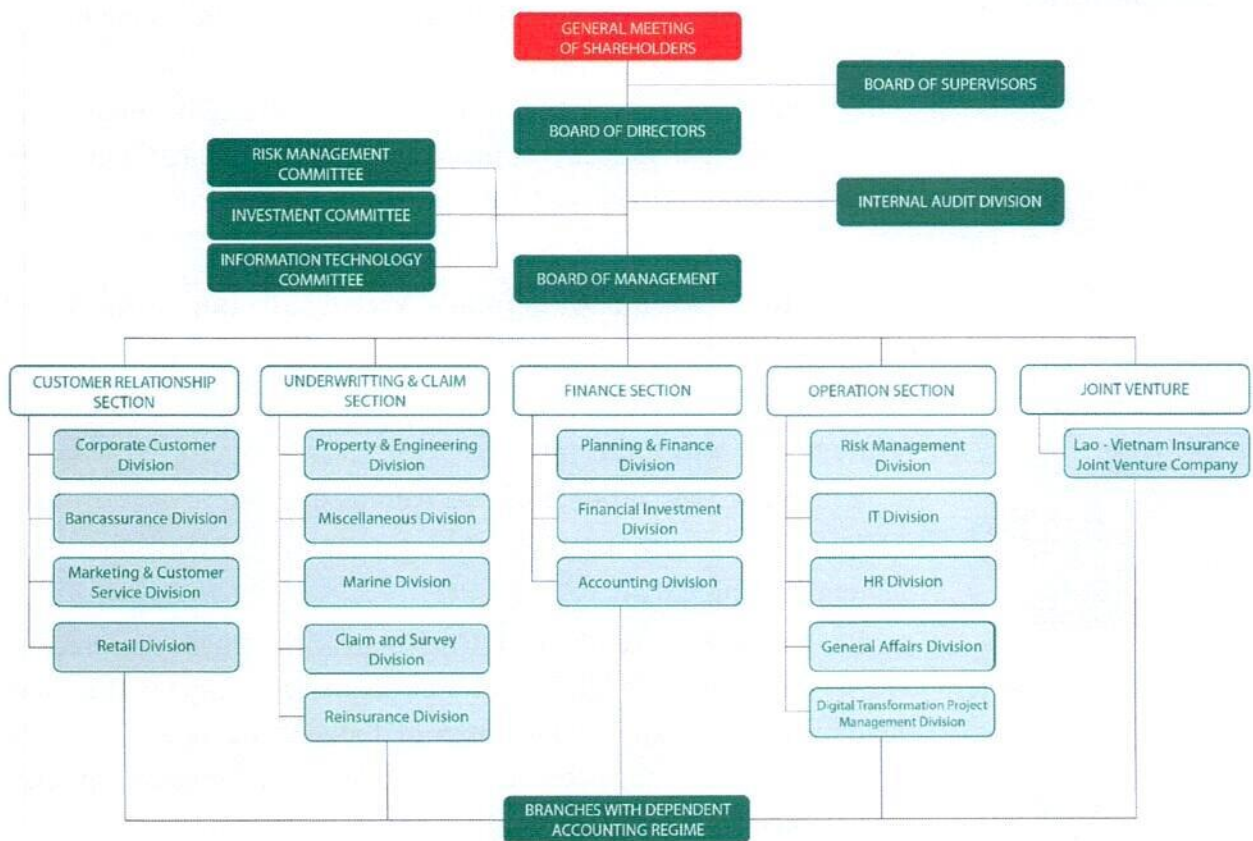 GENERAL MEETING
OF SHAREHOLDERS
BOARD OF SUPERVISORS
BOARD OF DIRECTORS
RISK MANAGEMENT
COMMITTEE
INVESTMENT COMMITTEE
INTERNAL AUDIT DIVISION
INFORMATION TECHNOLOGY
COMMITTEE
BOARD OF MANAGEMENT
CUSTOMER RELATIONSHIP
SECTION
Corporate Customer
Division
Bancassurance Division
Marketing & Customer
Service Division
Retail Division
UNDERWRITTING & CLAIM
SECTION
Property & Engineering
Division
Miscellaneous Division
Marine Division
Claim and Survey
Division
Reinsurance Division
FINANCE SECTION
Planning & Finance
Division
Financial Investment
Division
Accounting Division
OPERATION SECTION
Risk Management
Division
IT Division
HR Division
General Affairs Division
Digital Transformation Project
Management Division
JOINT VENTURE
Lao - Vietnam Insurance
Joint Venture Company
BRANCHES WITH DEPENDENT
ACCOUNTING REGIME